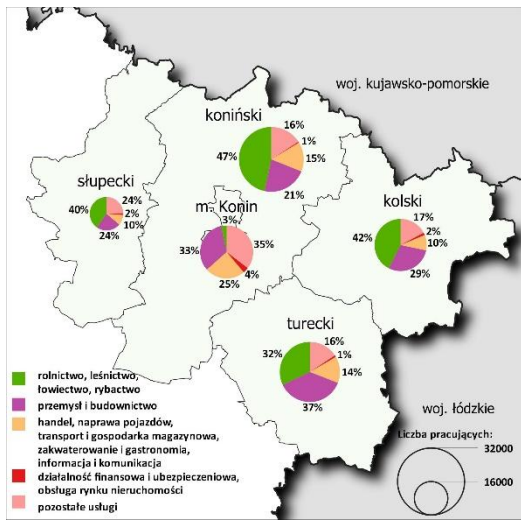 woj. kujawsko-pomorskie
koniński
16%
1%
15%
21%
47%
słupecki
24%
2%
10%
24%
40%
m. Konin
3%
35%
4%
25%
33%
kolski
17%
2%
10%
29%
42%
turecki
16%
1%
14%
37%
32%
woj. łódzkie
rolnictwo, leśnictwo,
łowiectwo, rybactwo
przemysł i budownictwo
handel, naprawa pojazdów,
transport i gospodarka magazynowa,
zakwaterowanie i gastronomia,
informacja i komunikacja
działalność finansowa i ubezpieczeniowa,
obsługa rynku nieruchomości
pozostałe usługi
Liczba pracujących:
32000
16000